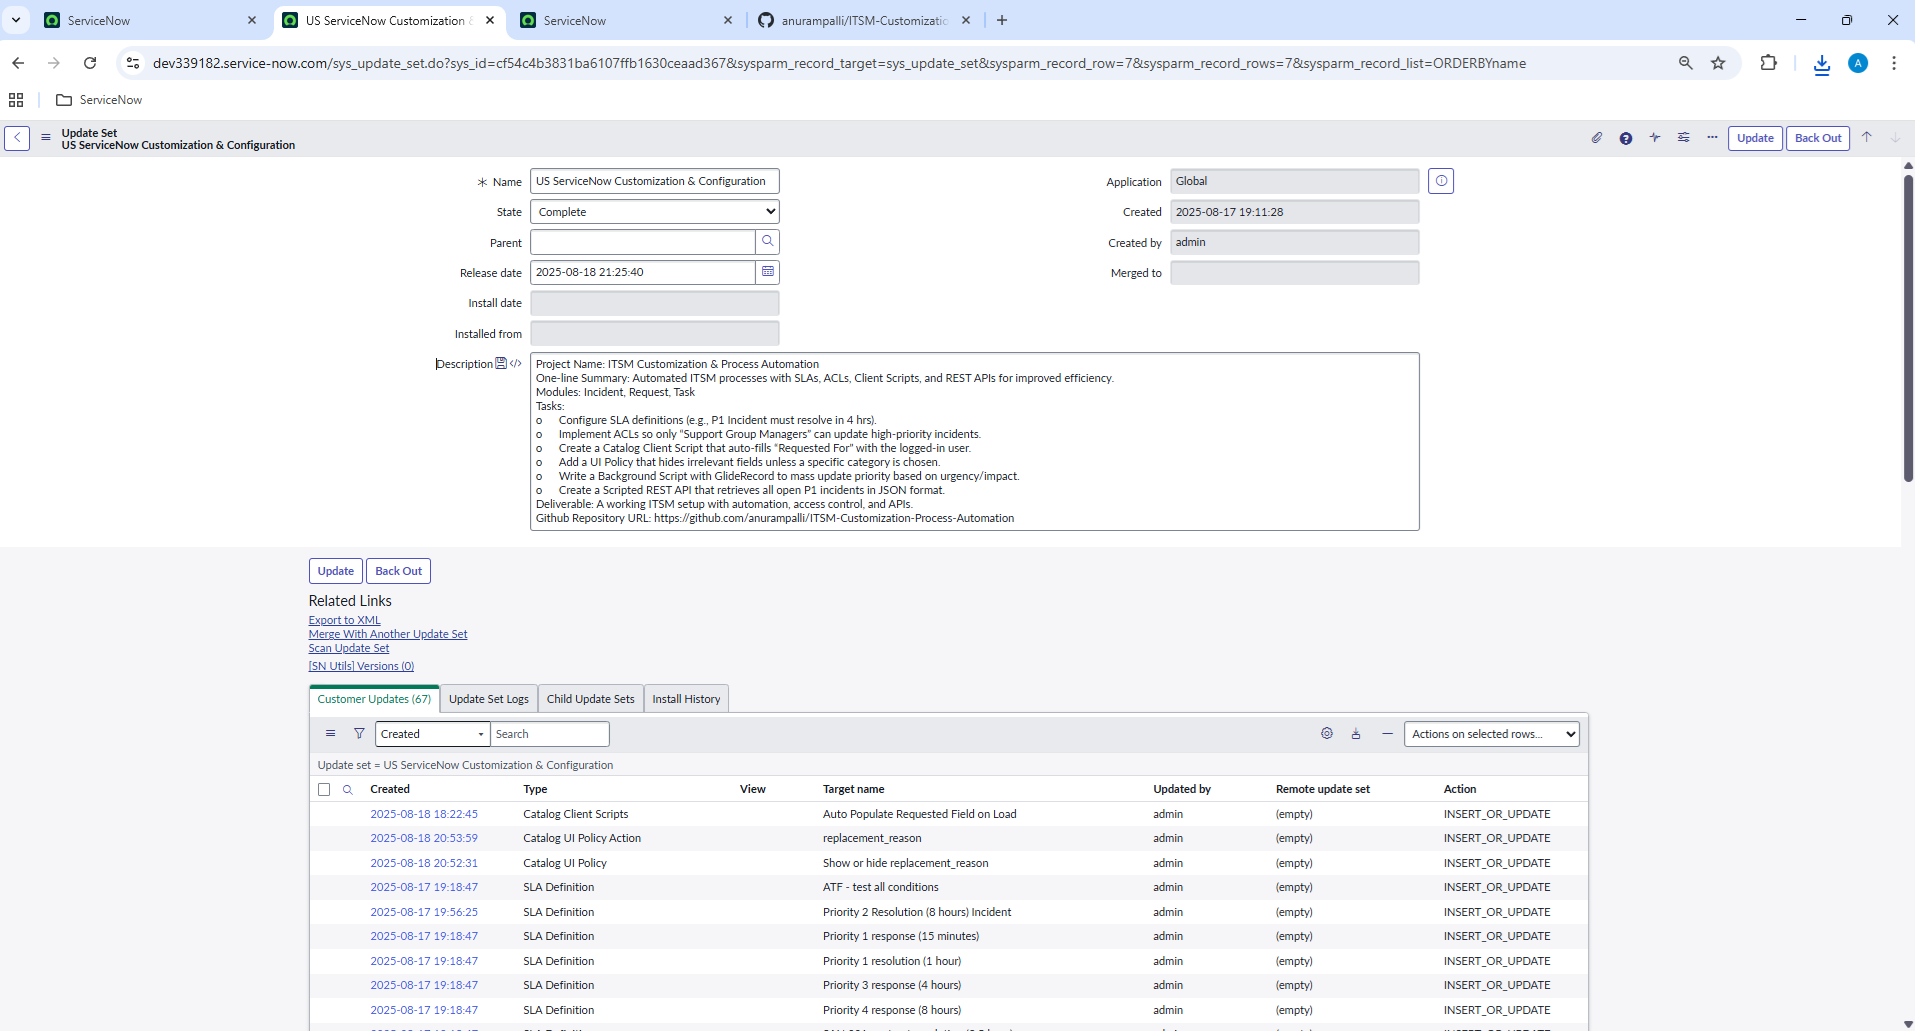 ServiceNow
US ServiceNow Customization &
ServiceNow
anurampalli/ITSM-Customizatio
dev339182.service-now.com/sys_update_set.do?sys_id=cf54c4b3831ba6107ffb1630ceaad367&sysparm_record_target=sys_update_set&sysparm_record_row=7&sysparm_record_rows=7&sysparm_record_list=ORDERBYname
A
ServiceNow
Update Set
US ServiceNow Customization & Configuration
Update
Back Out
Name
US ServiceNow Customization & Configuration
Application
Global
State
Complete
Created
2025-08-17 19:11:28
Parent
Created by
admin
Release date
2025-08-18 21:25:40
Merged to
Install date
Installed from
Description
Project Name: ITSM Customization & Process Automation
One-line Summary: Automated ITSM processes with SLAs, ACLs, Client Scripts, and REST APIs for improved efficiency.
Modules: Incident, Request, Task
Tasks:
o Configure SLA definitions (e.g., P1 Incident must resolve in 4 hrs).
o Implement ACLs so only “Support Group Managers” can update high-priority incidents.
o Create a Catalog Client Script that auto-fills “Requested For” with the logged-in user.
o Add a UI Policy that hides irrelevant fields unless a specific category is chosen.
o Write a Background Script with GlideRecord to mass update priority based on urgency/impact.
o Create a Scripted REST API that retrieves all open P1 incidents in JSON format.
Deliverable: A working ITSM setup with automation, access control, and APIs.
Github Repository URL: https://github.com/anurampalli/ITSM-Customization-Process-Automation
Update
Back Out
Related Links
Export to XML
Merge With Another Update Set
Scan Update Set
[SN Utils] Versions (0)
Customer Updates (67)
Update Set Logs
Child Update Sets
Install History
Created
Search
Actions on selected rows...
Update set = US ServiceNow Customization & Configuration
Created Type View Target name Updated by Remote update set Action
2025-08-18 18:22:45 Catalog Client Scripts Auto Populate Requested Field on Load admin (empty) INSERT_OR_UPDATE
2025-08-18 20:53:59 Catalog UI Policy Action replacement_reason admin (empty) INSERT_OR_UPDATE
2025-08-18 20:52:31 Catalog UI Policy Show or hide replacement_reason admin (empty) INSERT_OR_UPDATE
2025-08-17 19:18:47 SLA Definition ATF - test all conditions admin (empty) INSERT_OR_UPDATE
2025-08-17 19:56:25 SLA Definition Priority 2 Resolution (8 hours) Incident admin (empty) INSERT_OR_UPDATE
2025-08-17 19:18:47 SLA Definition Priority 1 response (15 minutes) admin (empty) INSERT_OR_UPDATE
2025-08-17 19:18:47 SLA Definition Priority 1 resolution (1 hour) admin (empty) INSERT_OR_UPDATE
2025-08-17 19:18:47 SLA Definition Priority 3 response (4 hours) admin (empty) INSERT_OR_UPDATE
2025-08-17 19:18:47 SLA Definition Priority 4 response (8 hours) admin (empty) INSERT_OR_UPDATE